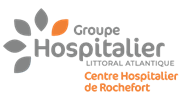 Groupe
Hospitalier
LITTORAL ATLANTIQUE
Centre Hospitalier
de Rochefort